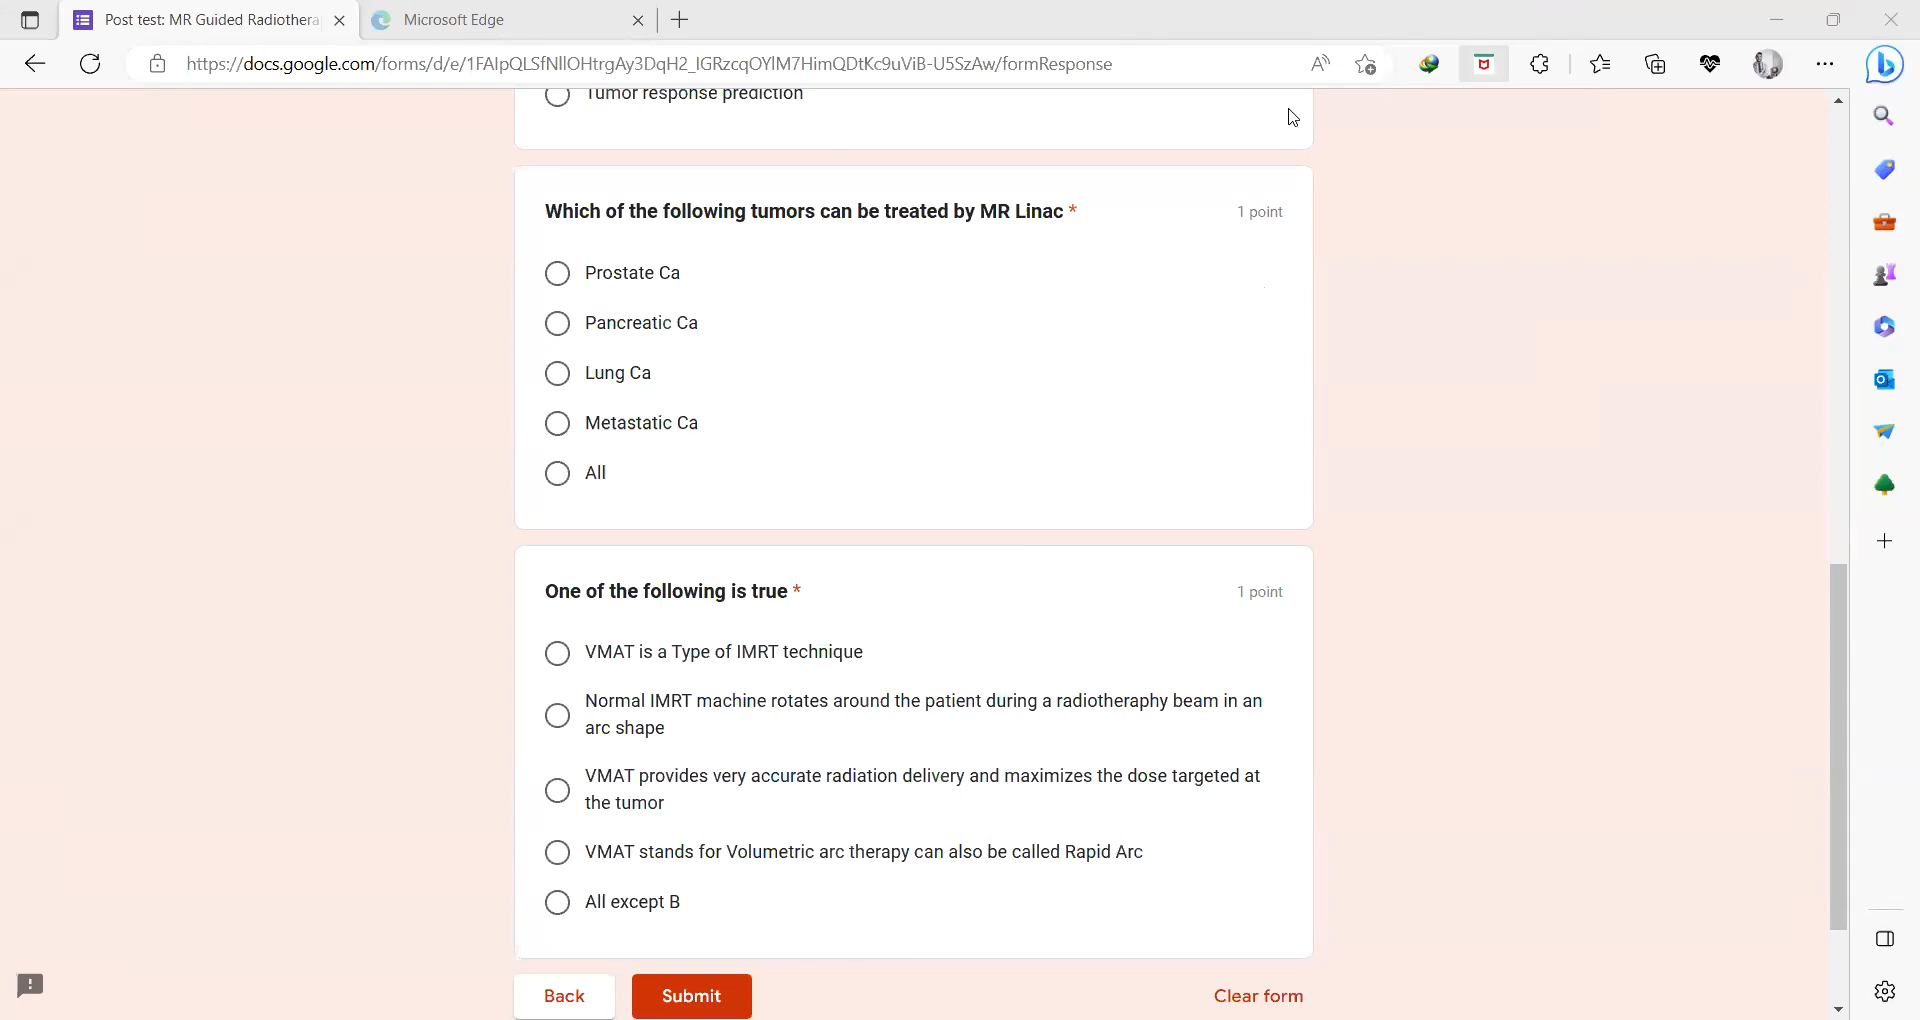 Post test: MR Guided Radiothera
Microsoft Edge
https://docs.google.com/forms/d/e/1FAIpQLSfNIlOHtrgAy3DqH2_IGRzcqOYlM7HimQDtKc9uViB-U5SzAw/formResponse
Tumor response prediction
Which of the following tumors can be treated by MR Linac *
1 point
Prostate Ca
Pancreatic Ca
Lung Ca
Metastatic Ca
All
One of the following is true *
1 point
VMAT is a Type of IMRT technique
Normal IMRT machine rotates around the patient during a radiotheraphy beam in an
arc shape
VMAT provides very accurate radiation delivery and maximizes the dose targeted at
the tumor
VMAT stands for Volumetric arc therapy can also be called Rapid Arc
All except B
Back
Submit
Clear form